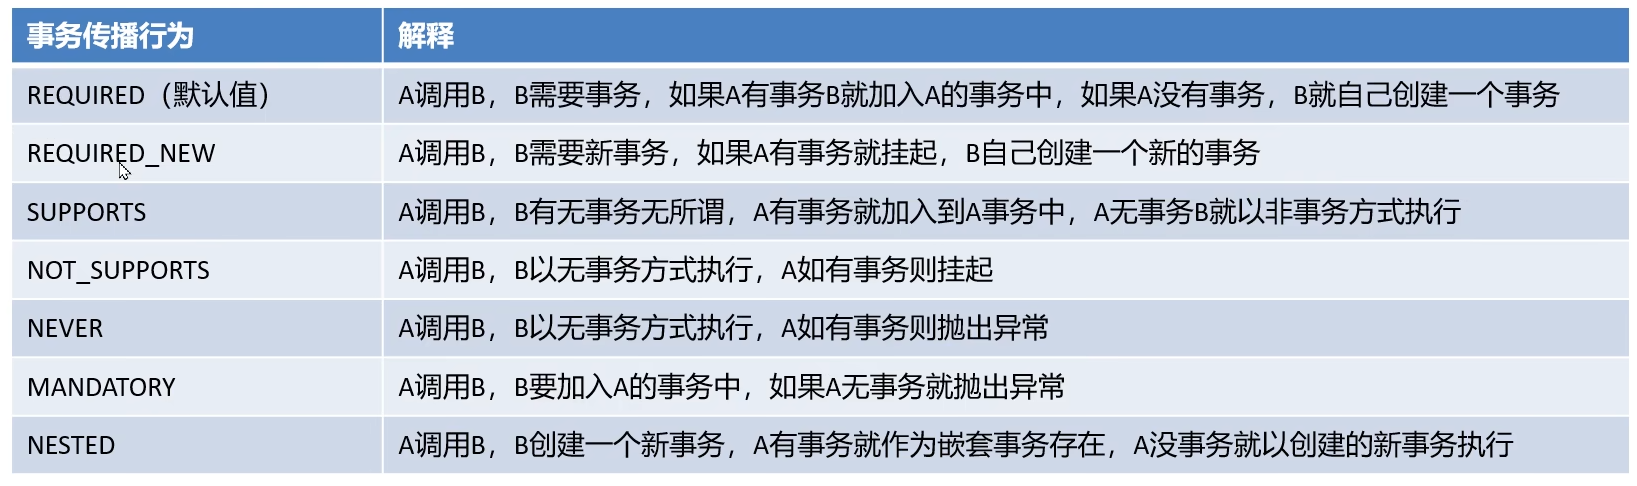 事务传播行为 解释
REQUIRED（默认值） A调用B，B需要事务，如果A有事务B就加入A的事务中，如果A没有事务，B就自己创建一个事务
REQUIRED_NEW A调用B，B需要新事务，如果A有事务就挂起，B自己创建一个新的事务
SUPPORTS A调用B，B有无事务无所谓，A有事务就加入到A事务中，A无事务B就以非事务方式执行
NOT_SUPPORTS A调用B，B以无事务方式执行，A如有事务则挂起
NEVER A调用B，B以无事务方式执行，A如有事务则抛出异常
MANDATORY A调用B，B要加入A的事务中，如果A无事务就抛出异常
NESTED A调用B，B创建一个新事务，A有事务就作为嵌套事务存在，A没事务就以创建的新事务执行